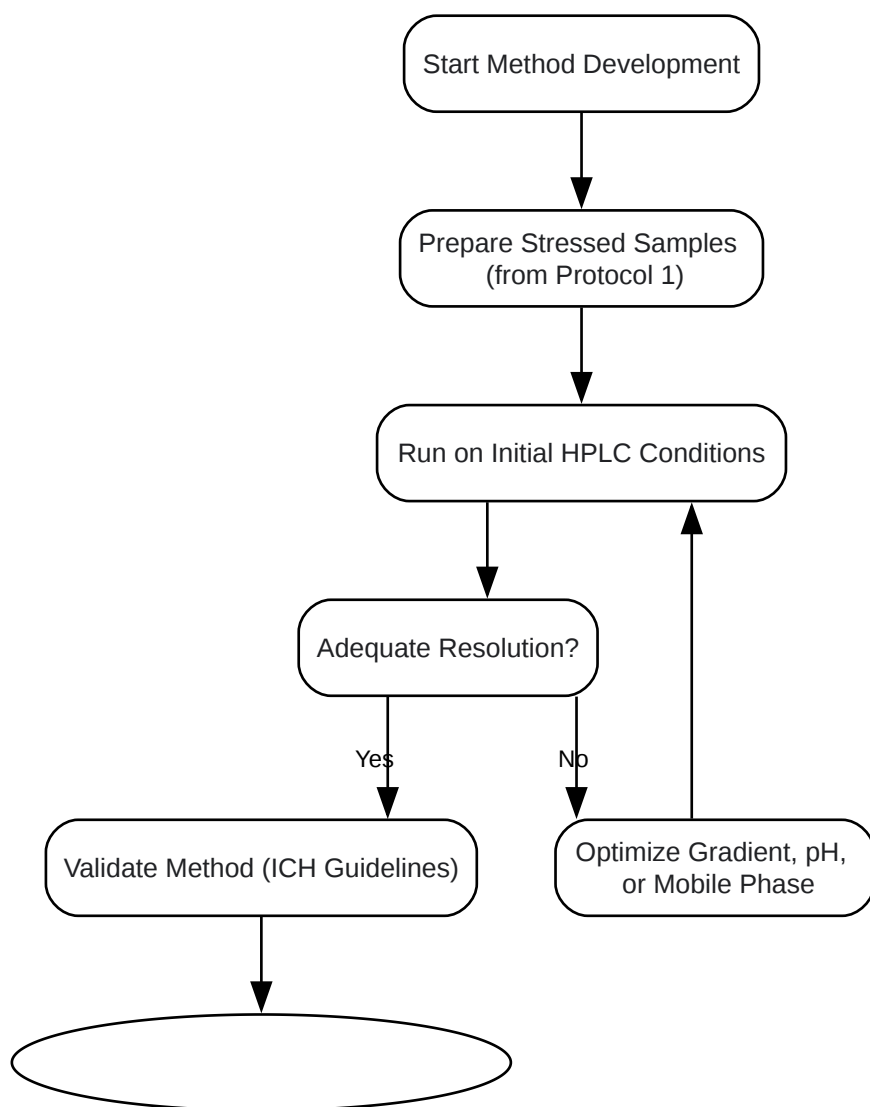 Start Method Development
Prepare Stressed Samples
(from Protocol 1)
Run on Initial HPLC Conditions
Adequate Resolution?
Yes
No
Validate Method (ICH Guidelines)
Optimize Gradient, pH,
or Mobile Phase